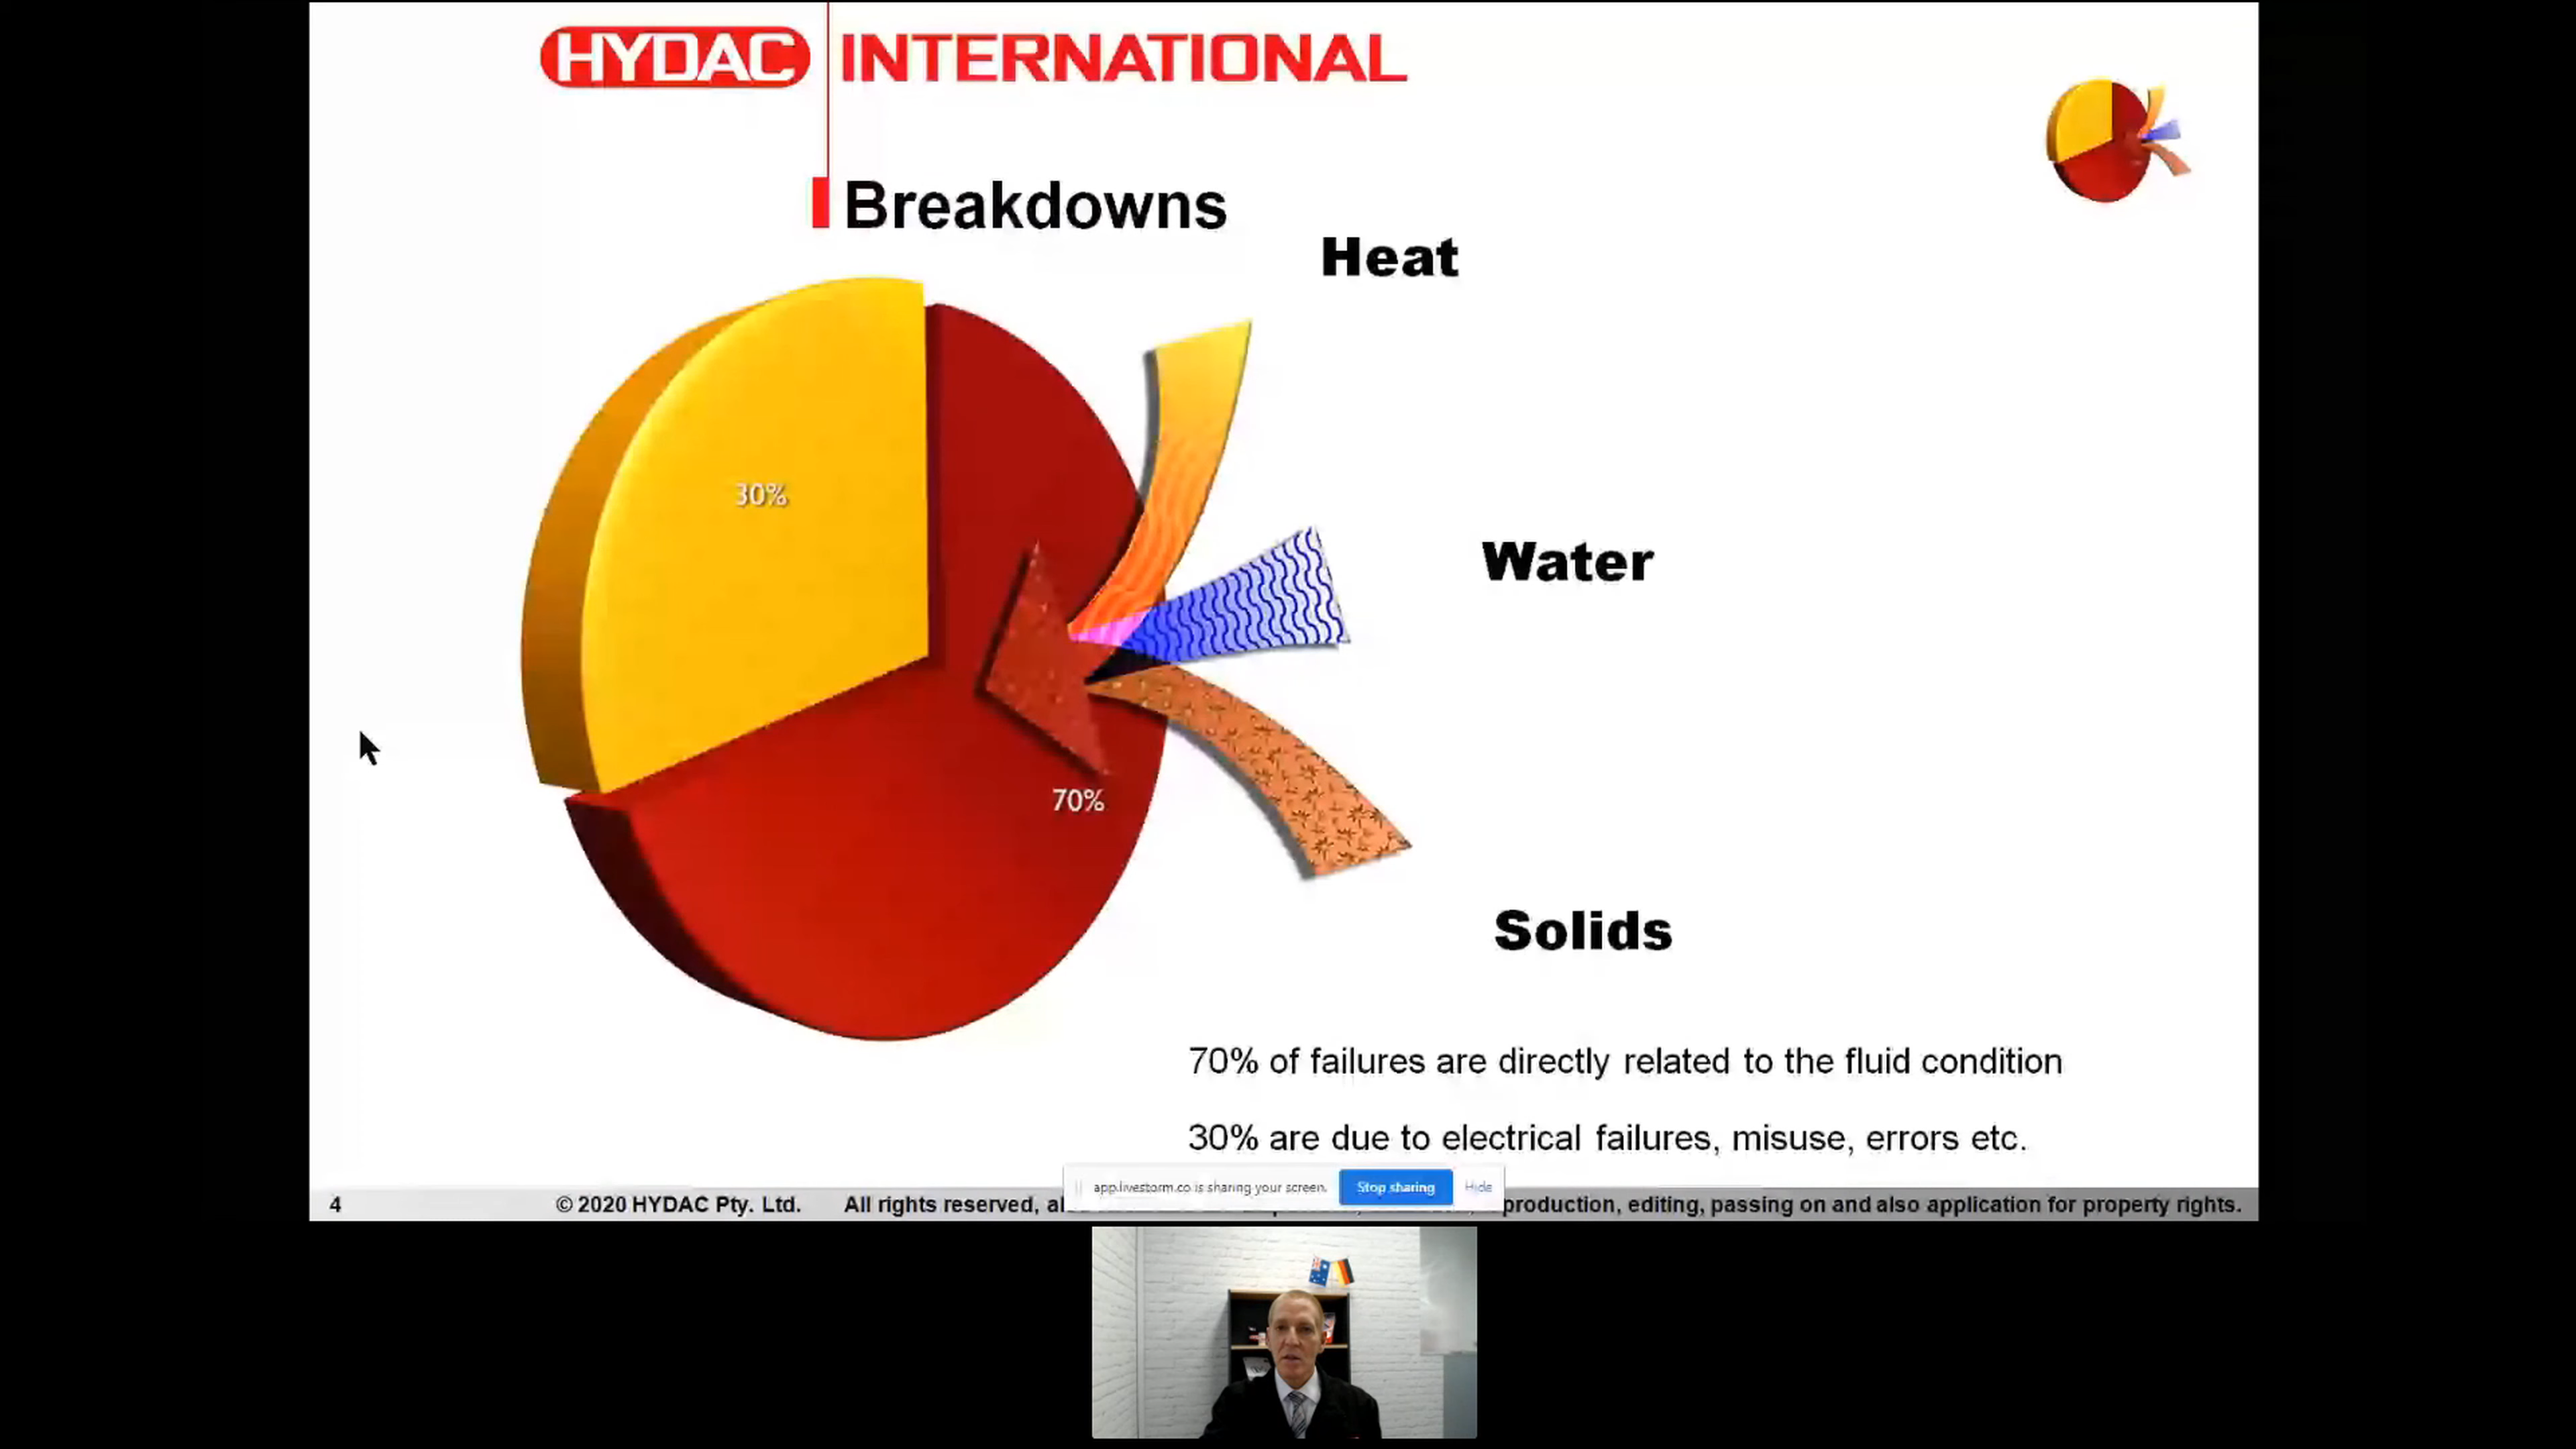 HYDAC INTERNATIONAL
Breakdowns
Heat
30%
Water
70%
Solids
70% of failures are directly related to the fluid condition
30% are due to electrical failures, misuse, errors etc.
app.livestorm.co is sharing your screen. Stop sharing Hide
4 © 2020 HYDAC Pty. Ltd. All rights reserved, production, editing, passing on and also application for property rights.